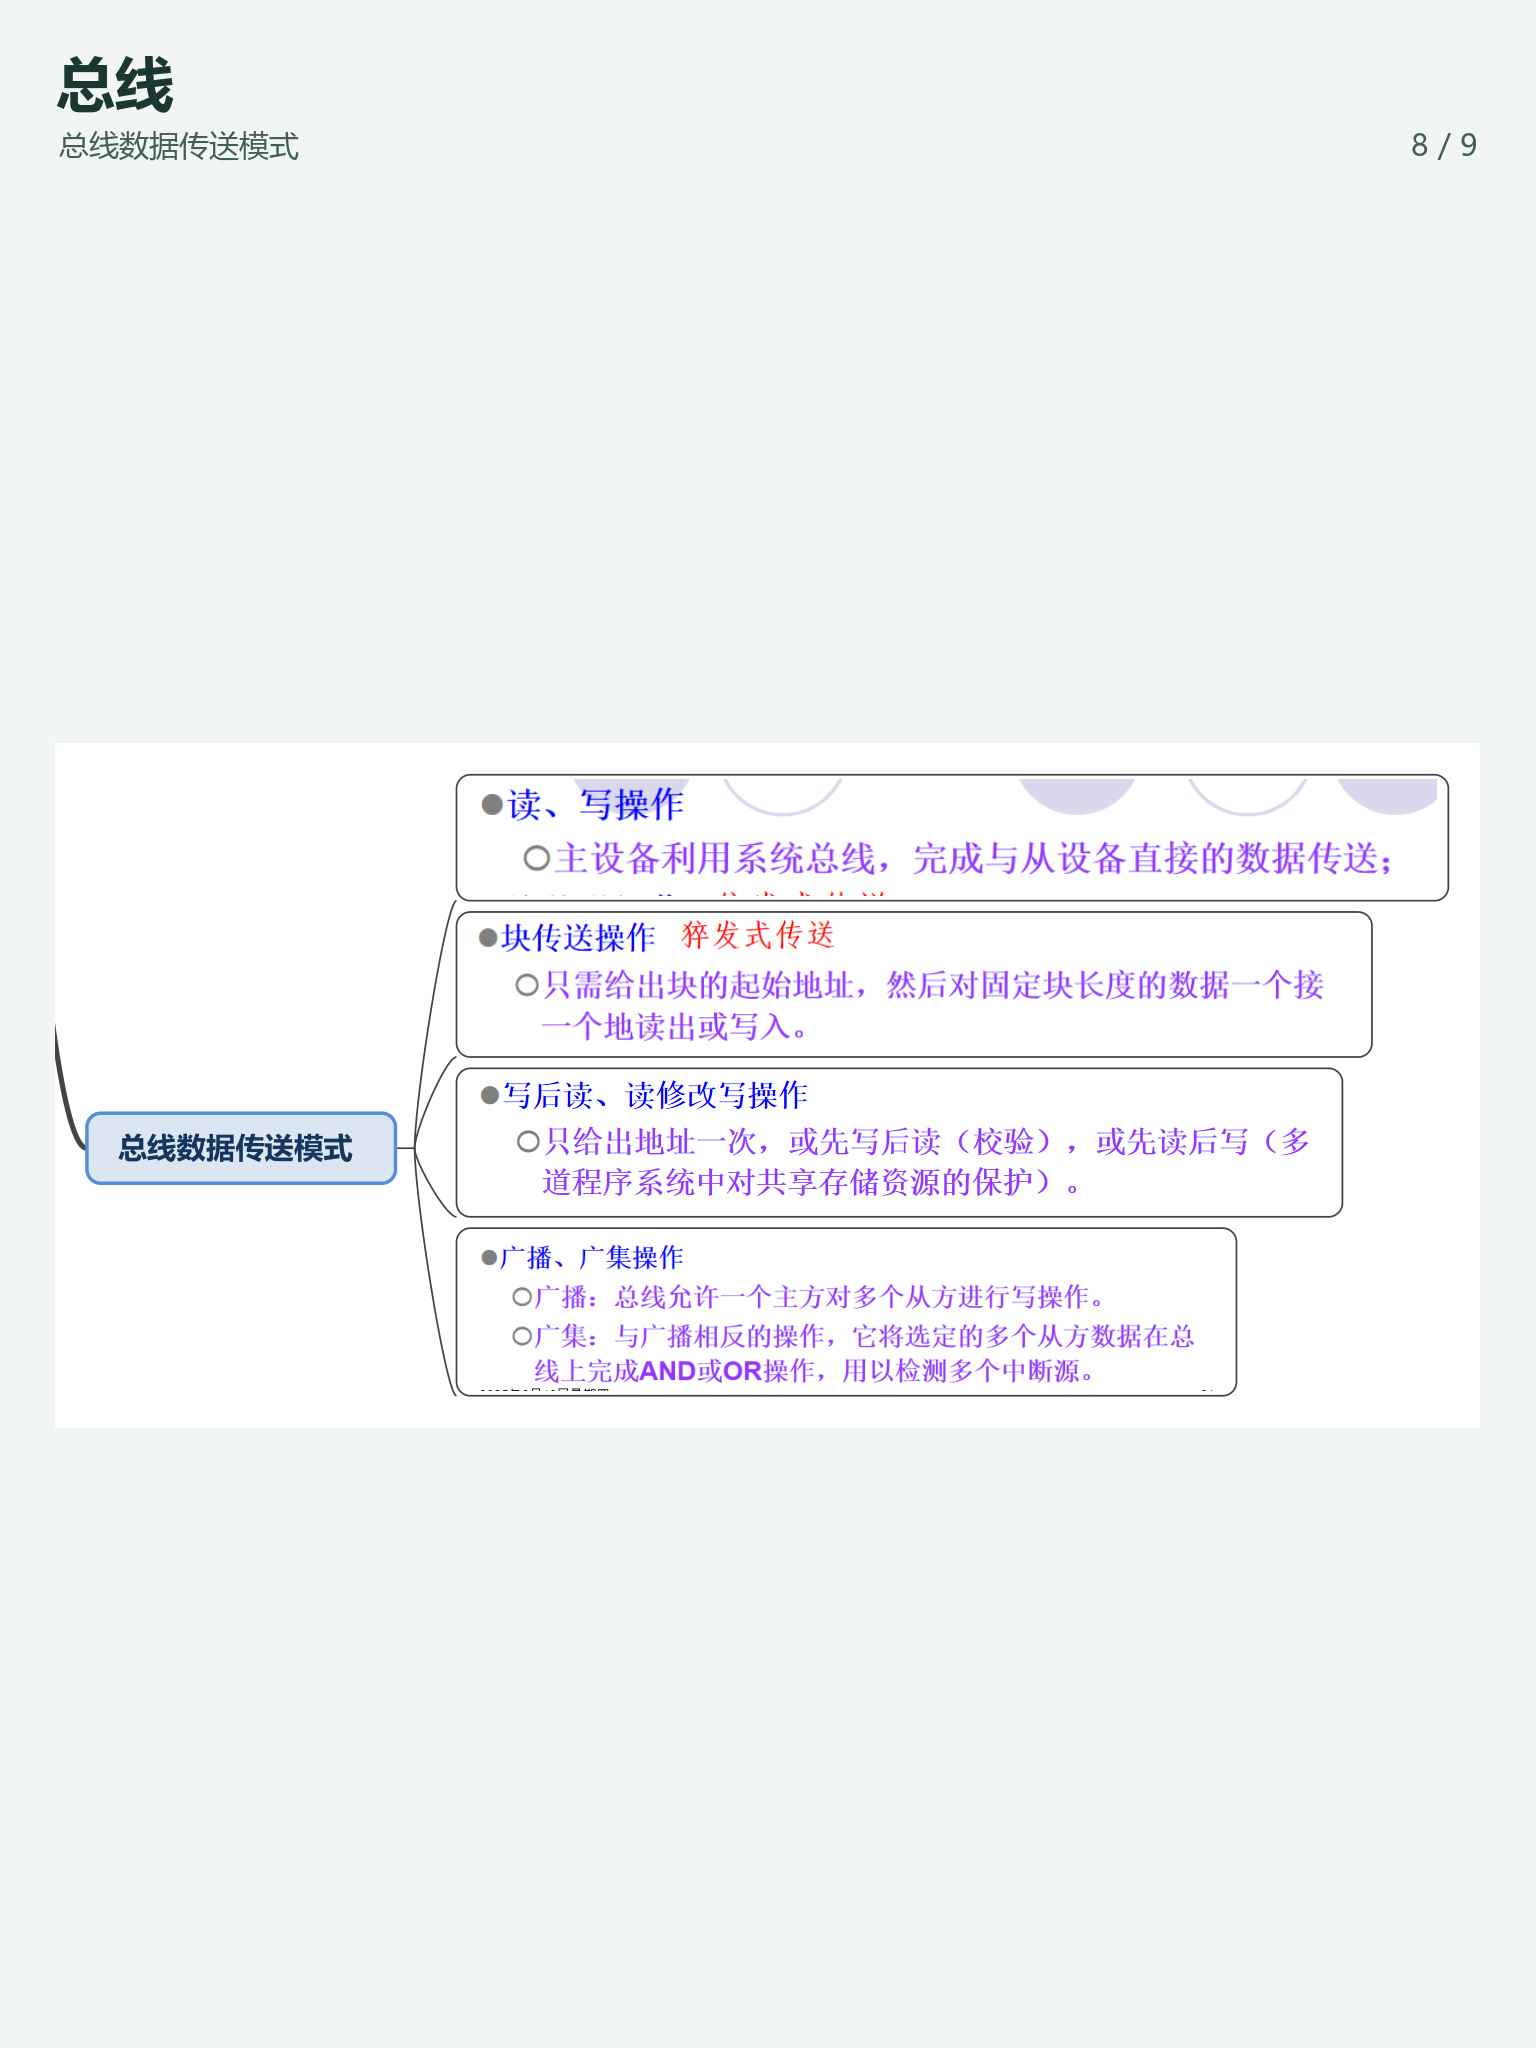 总线
总线数据传送模式
8 / 9
●读、写操作
○主设备利用系统总线，完成与从设备直接的数据传送；
●块传送操作 猝发式传送
○只需给出块的起始地址，然后对固定块长度的数据一个接
一个地读出或写入。
●写后读、读修改写操作
○只给出地址一次，或先写后读（校验），或先读后写（多
道程序系统中对共享存储资源的保护）。
总线数据传送模式
●广播、广集操作
○广播：总线允许一个主方对多个从方进行写操作。
○广集：与广播相反的操作，它将选定的多个从方数据在总
线上完成AND或OR操作，用以检测多个中断源。